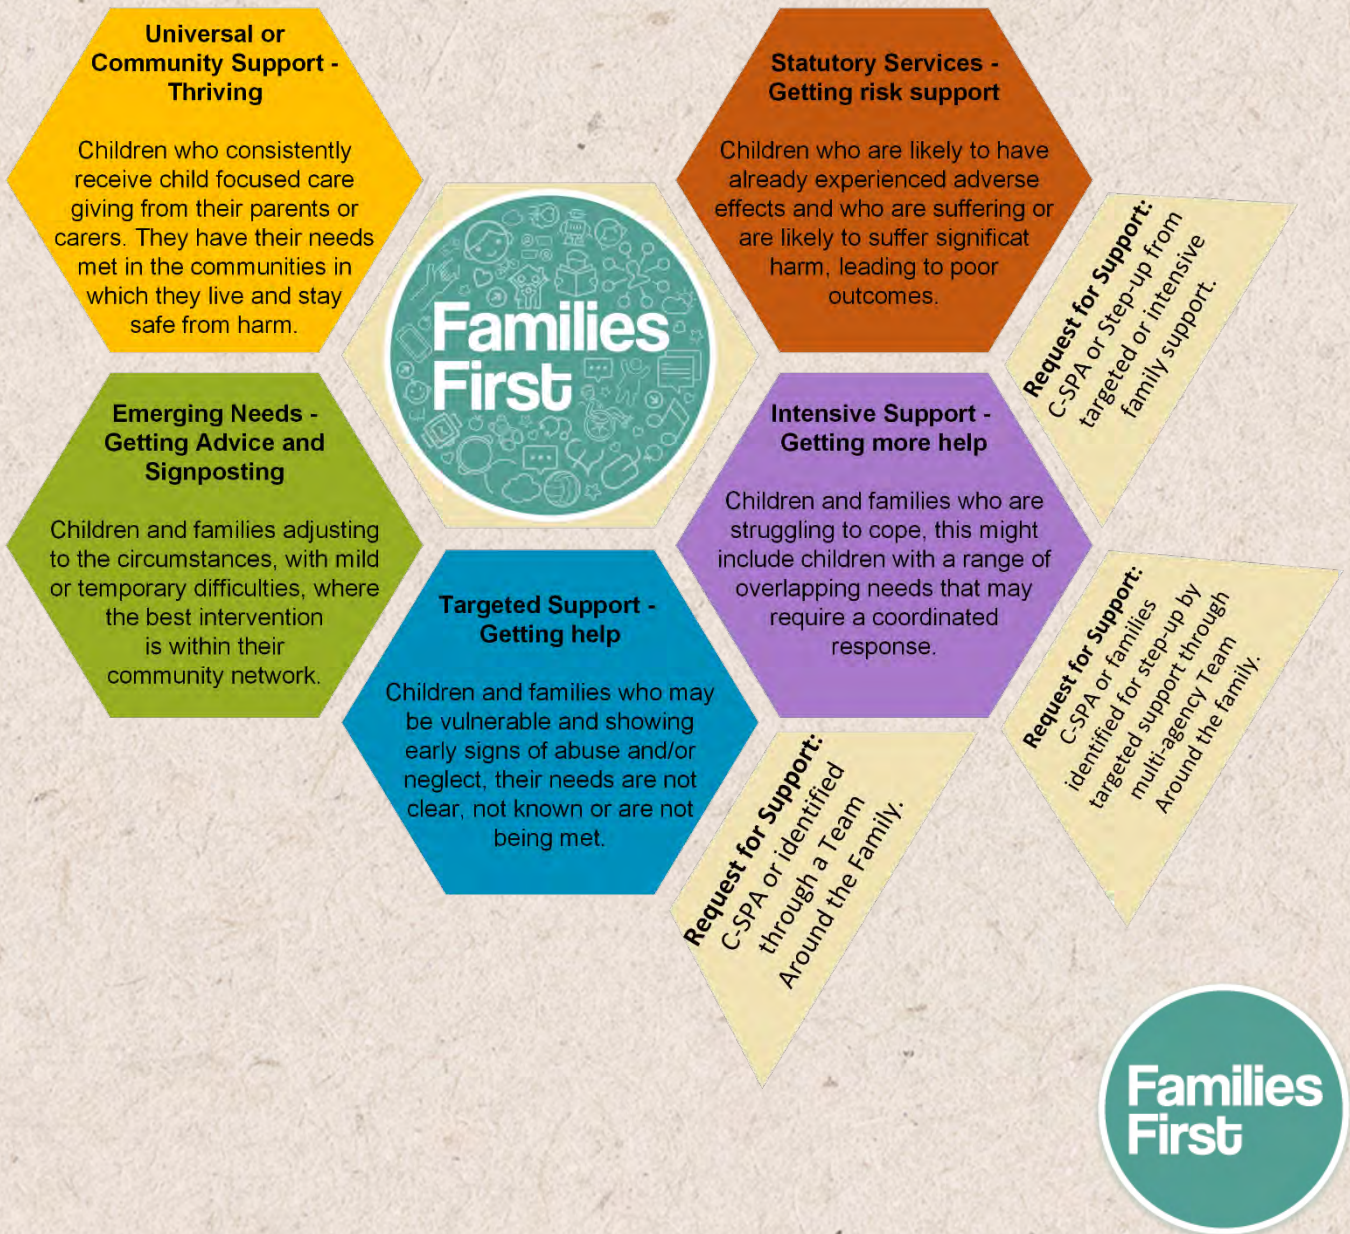 Universal or
Community Support -
Thriving
Children who consistently
receive child focused care
giving from their parents or
carers. They have their needs
met in the communities in
which they live and stay
safe from harm.
Statutory Services -
Getting risk support
Children who are likely to have
already experienced adverse
effects and who are suffering or
are likely to suffer significat
harm, leading to poor
outcomes.
Request for Support:
C-SPA or Step-up from
targeted or intensive
family support.
Families
First
Emerging Needs -
Getting Advice and
Signposting
Children and families adjusting
to the circumstances, with mild
or temporary difficulties, where
the best intervention
is within their
community network.
Intensive Support -
Getting more help
Children and families who are
struggling to cope, this might
include children with a range of
overlapping needs that may
require a coordinated
response.
Request for Support:
C-SPA or families
identified for step-up by
targeted support through
multi-agency Team
Around the family.
Targeted Support -
Getting help
Children and families who may
be vulnerable and showing
early signs of abuse and/or
neglect, their needs are not
clear, not known or are not
being met.
Request for Support:
C-SPA or identified
through a Team
Around the Family.
Families
First